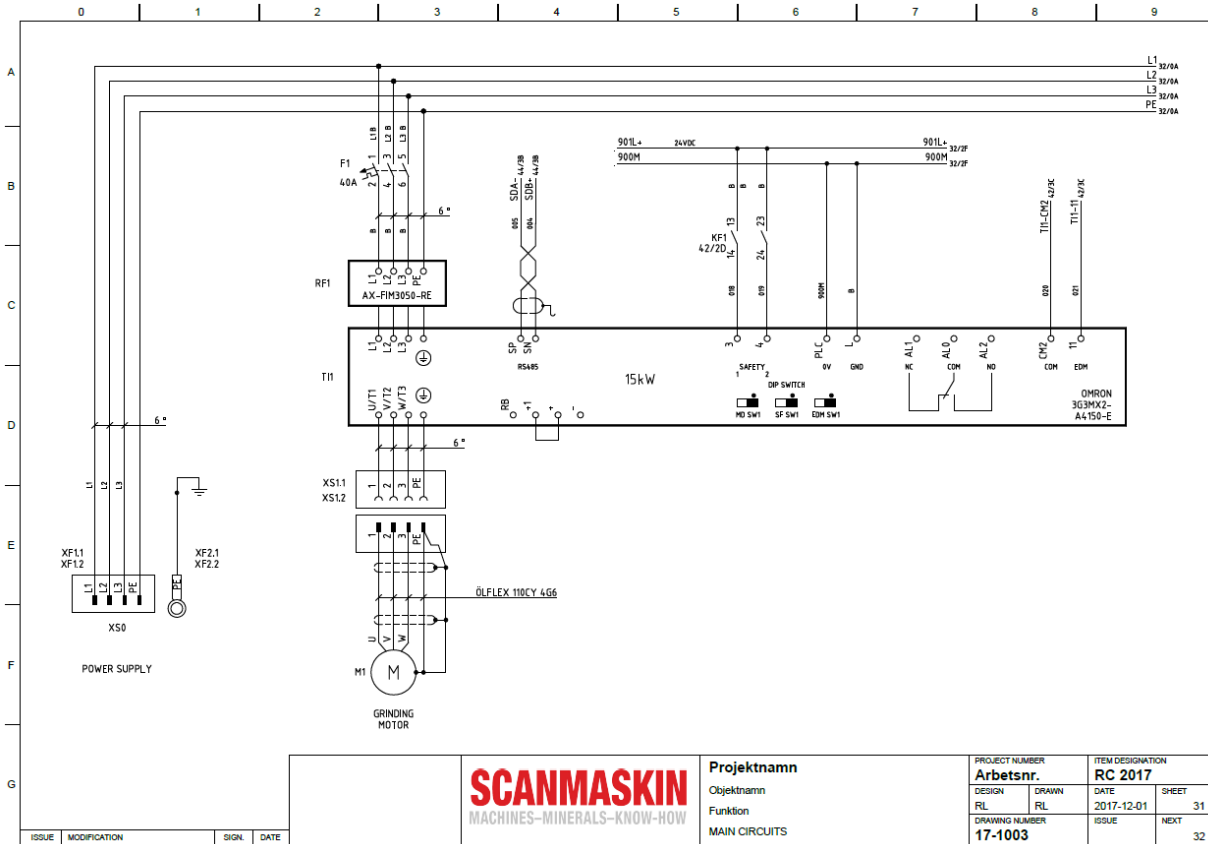 0 1 2 3 4 5 6 7 8 9
A
B
C
D
E
F
G
L1 32/0A
L2 32/0A
L3 32/0A
PE 32/0A
L1 B
L2 B
L3 B
F1
40A
1 3 5
2 4 6
6 ▫
B B B
RF1
L1 L2 L3 PE
AX-FIM3050-RE
SDA- 44/3B
SDB+ 44/3B
005 004
901L+ 24VDC 901L+ 32/2F
900M 900M 32/2F
B B B
KF1
42/2D
13 23
14 24
018 019 900M B
TI1-CM2 42/3C
TI1-11 42/3C
020 021
TI1
L1 L2 L3
SP SN
RS485
15kW
3 4
SAFETY
1 2
PLC L
0V GND
AL1 AL0 AL2
NC COM NO
CM2 11
COM EDM
DIP SWITCH
MD SW1 SF SW1 EDM SW1
OMRON
3G3MX2-
A4150-E
U/T1 V/T2 W/T3
RB +1 + -
6 ▫
XS1.1
XS1.2
1 2 3 PE
1 2 3 PE
ÖLFLEX 110CY 4G6
U V W
M1
M
GRINDING
MOTOR
6 ▫
L1 L2 L3
XF1.1
XF1.2
L1 L2 L3 PE
XS0
POWER SUPPLY
XF2.1
XF2.2
PE
ISSUE MODIFICATION SIGN. DATE
SCANMASKIN
MACHINES–MINERALS–KNOW-HOW
Projektnamn
Objektnamn
Funktion
MAIN CIRCUITS
PROJECT NUMBER
Arbetsnr.
ITEM DESIGNATION
RC 2017
DESIGN DRAWN DATE SHEET
RL RL 2017-12-01 31
DRAWING NUMBER ISSUE NEXT
17-1003 32